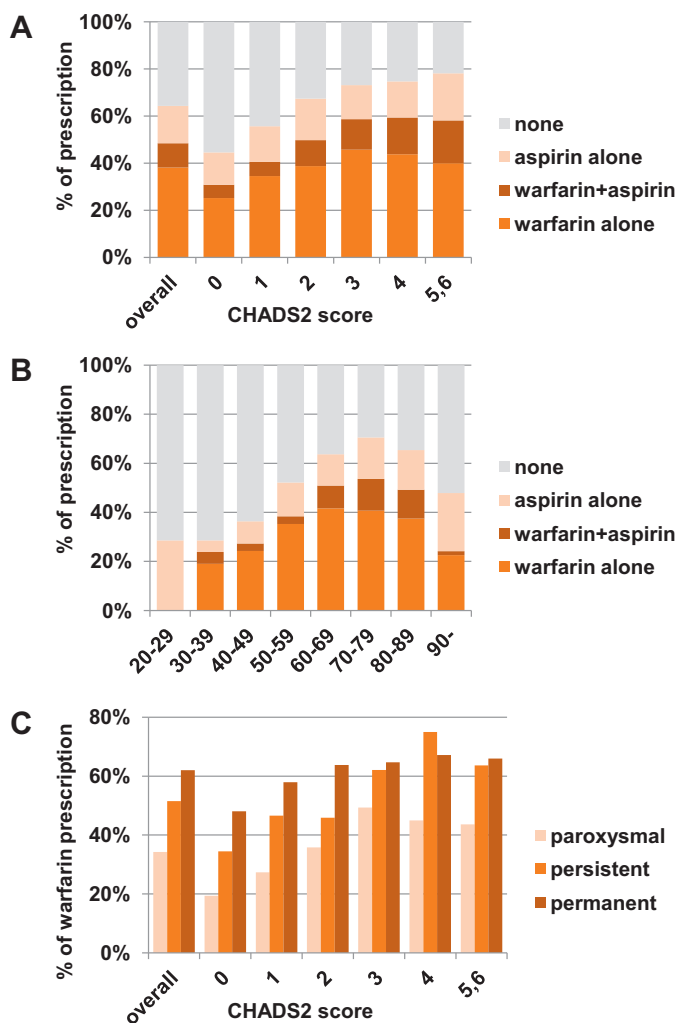 A
100%
80%
60%
40%
20%
0%
% of prescription
overall
0
1
2
3
4
5,6
CHADS2 score
none
aspirin alone
warfarin+aspirin
warfarin alone
B
100%
80%
60%
40%
20%
0%
% of prescription
20-29
30-39
40-49
50-59
60-69
70-79
80-89
90-
none
aspirin alone
warfarin+aspirin
warfarin alone
C
80%
60%
40%
20%
0%
% of warfarin prescription
overall
0
1
2
3
4
5,6
CHADS2 score
paroxysmal
persistent
permanent